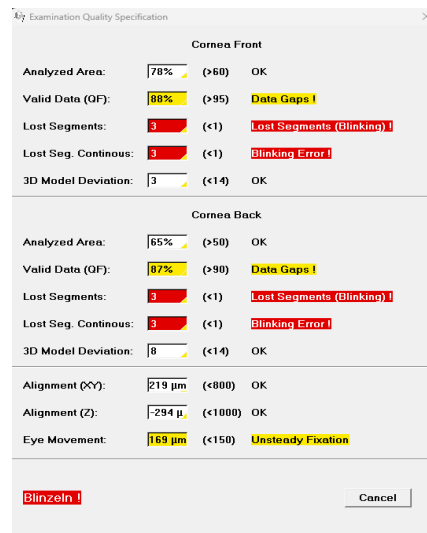 Examination Quality Specification
Cornea Front
Analyzed Area: 78% (>60) OK
Valid Data (QF): 88% (>95) Data Gaps !
Lost Segments: 3 (<1) Lost Segments (Blinking) !
Lost Seg. Continous: 3 (<1) Blinking Error !
3D Model Deviation: 3 (<14) OK
Cornea Back
Analyzed Area: 65% (>50) OK
Valid Data (QF): 87% (>90) Data Gaps !
Lost Segments: 3 (<1) Lost Segments (Blinking) !
Lost Seg. Continous: 3 (<1) Blinking Error !
3D Model Deviation: 8 (<14) OK
Alignment (XY): 219 µm (<800) OK
Alignment (Z): -294 µ (<1000) OK
Eye Movement: 169 µm (<150) Unsteady Fixation
Blinzeln ! Cancel